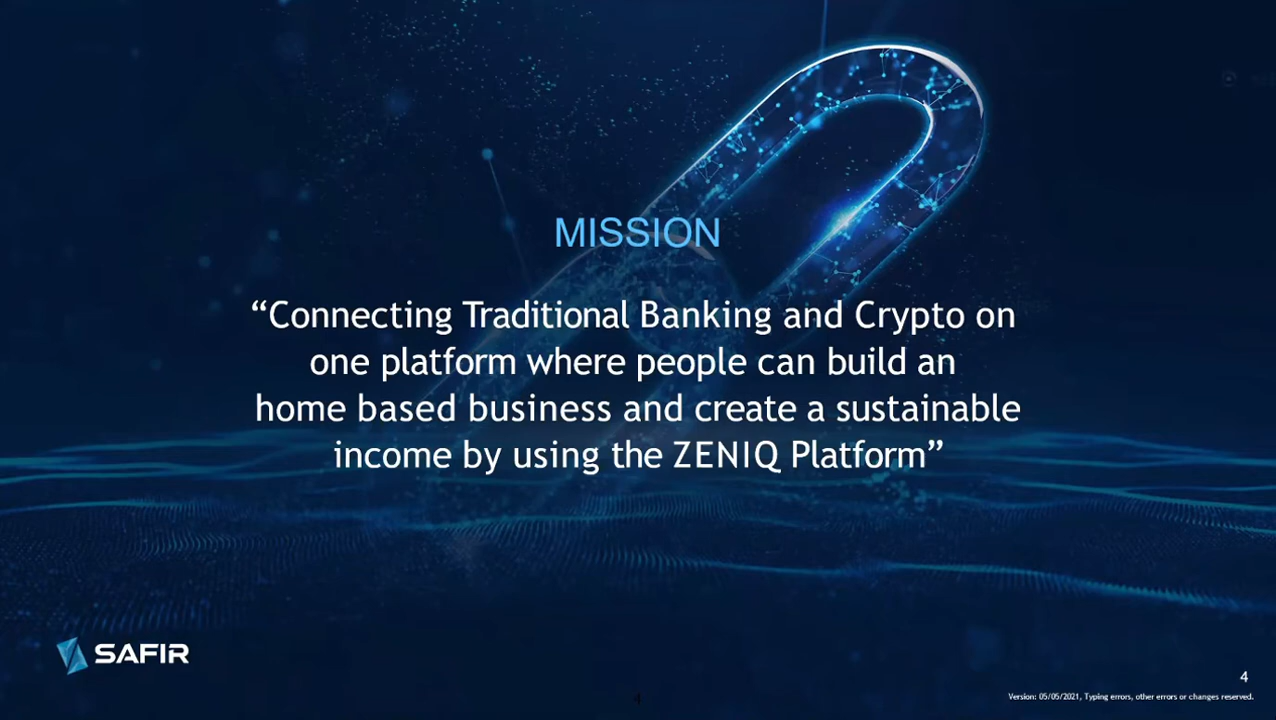 MISSION
“Connecting Traditional Banking and Crypto on
one platform where people can build an
home based business and create a sustainable
income by using the ZENIQ Platform”
SAFIR
4
4
Version: 05/05/2021, Typing errors, other errors or changes reserved.